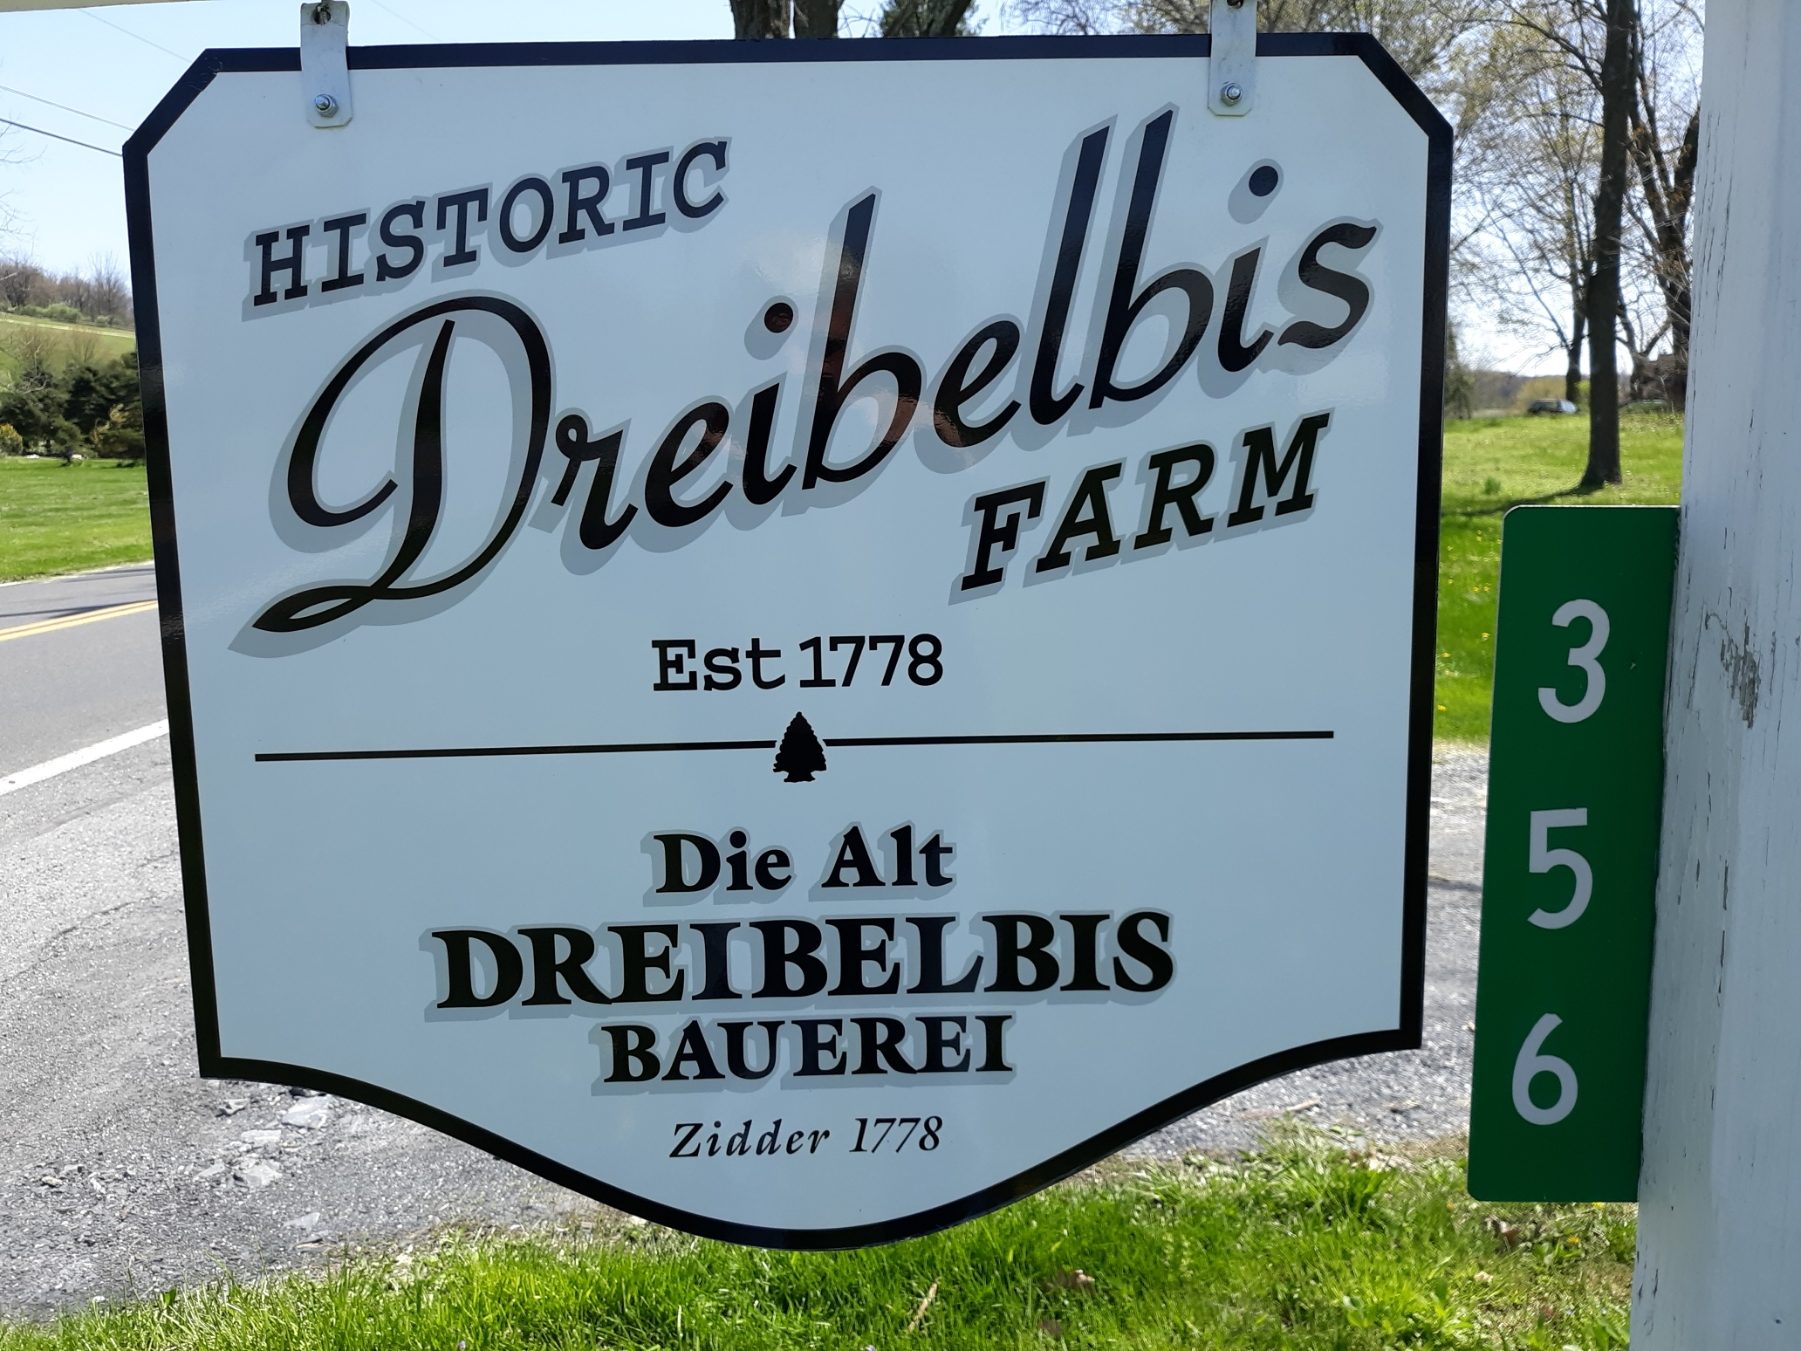 HISTORIC
Dreibelbis
FARM
Est 1778
Die Alt
DREIBELBIS
BAUEREI
Zidder 1778
3
5
6